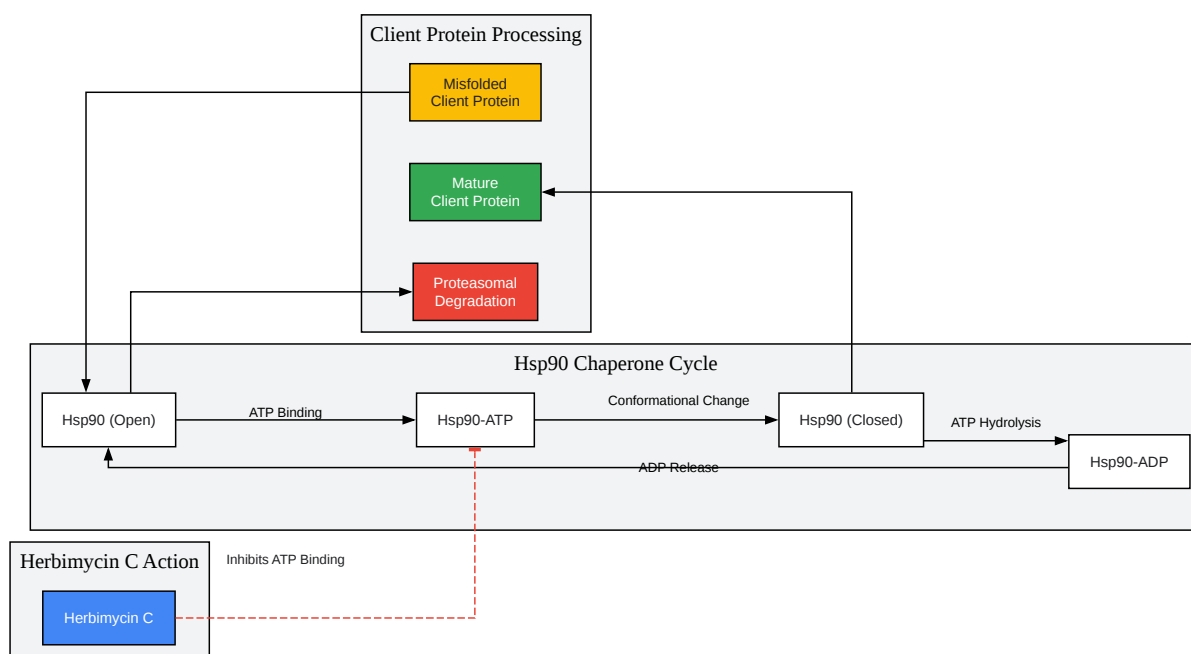 Client Protein Processing
Misfolded
Client Protein
Mature
Client Protein
Proteasomal
Degradation
Hsp90 Chaperone Cycle
Hsp90 (Open)
ATP Binding
Hsp90-ATP
Conformational Change
Hsp90 (Closed)
ATP Hydrolysis
Hsp90-ADP
ADP Release
Herbimycin C Action
Inhibits ATP Binding
Herbimycin C